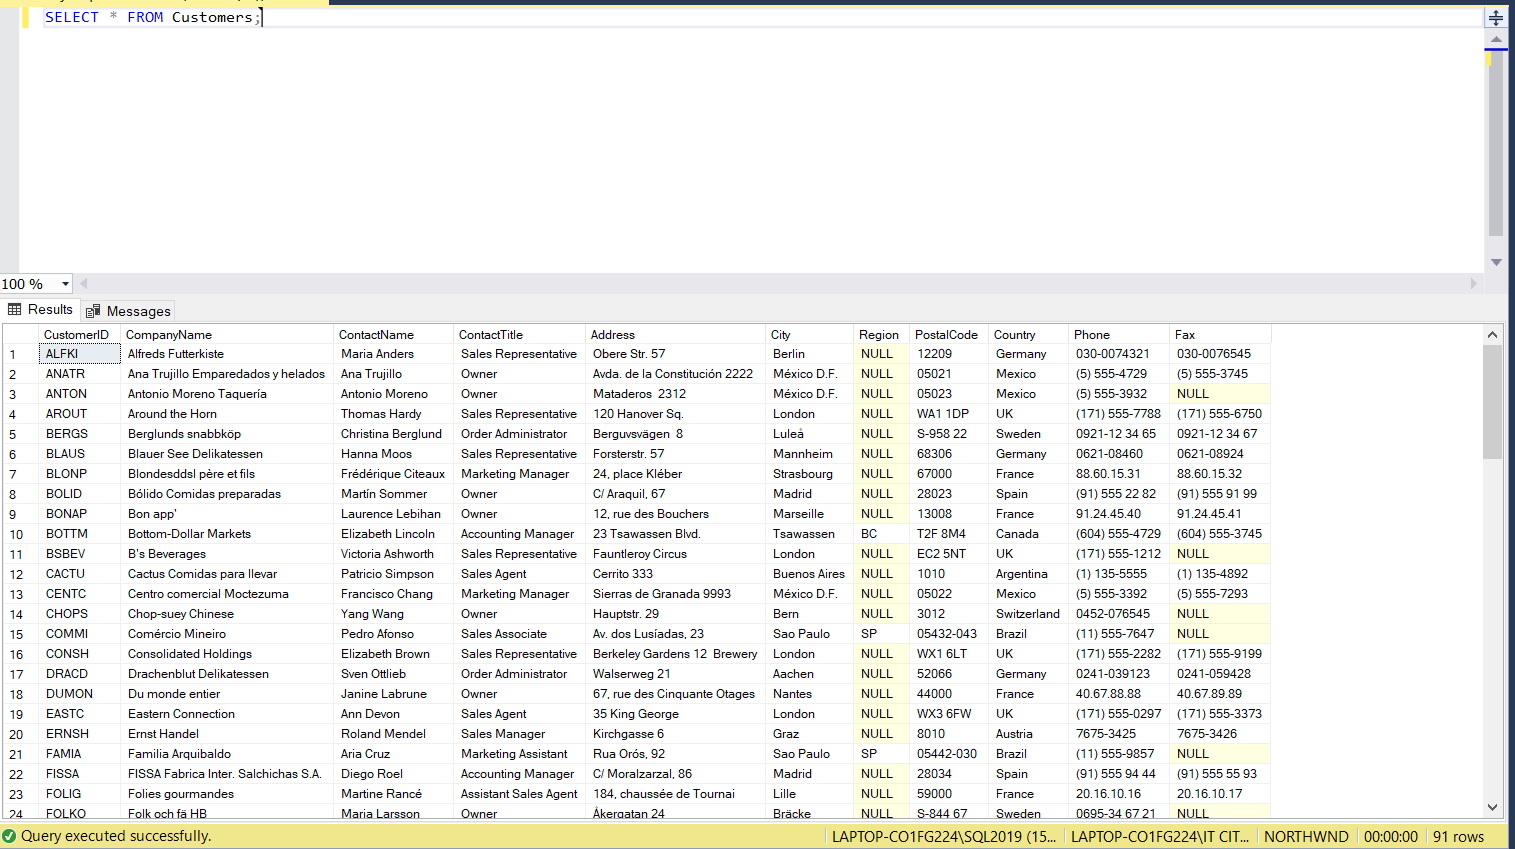 SELECT * FROM Customers;
100 %
Results Messages
CustomerID CompanyName ContactName ContactTitle Address City Region PostalCode Country Phone Fax
1 ALFKI Alfreds Futterkiste Maria Anders Sales Representative Obere Str. 57 Berlin NULL 12209 Germany 030-0074321 030-0076545
2 ANATR Ana Trujillo Emparedados y helados Ana Trujillo Owner Avda. de la Constitución 2222 México D.F. NULL 05021 Mexico (5) 555-4729 (5) 555-3745
3 ANTON Antonio Moreno Taquería Antonio Moreno Owner Mataderos 2312 México D.F. NULL 05023 Mexico (5) 555-3932 NULL
4 AROUT Around the Horn Thomas Hardy Sales Representative 120 Hanover Sq. London NULL WA1 1DP UK (171) 555-7788 (171) 555-6750
5 BERGS Berglunds snabbköp Christina Berglund Order Administrator Berguvsvägen 8 Luleå NULL S-958 22 Sweden 0921-12 34 65 0921-12 34 67
6 BLAUS Blauer See Delikatessen Hanna Moos Sales Representative Forsterstr. 57 Mannheim NULL 68306 Germany 0621-08460 0621-08924
7 BLONP Blondesddsl père et fils Frédérique Citeaux Marketing Manager 24, place Kléber Strasbourg NULL 67000 France 88.60.15.31 88.60.15.32
8 BOLID Bólido Comidas preparadas Martín Sommer Owner C/ Araquil, 67 Madrid NULL 28023 Spain (91) 555 22 82 (91) 555 91 99
9 BONAP Bon app' Laurence Lebihan Owner 12, rue des Bouchers Marseille NULL 13008 France 91.24.45.40 91.24.45.41
10 BOTTM Bottom-Dollar Markets Elizabeth Lincoln Accounting Manager 23 Tsawassen Blvd. Tsawassen BC T2F 8M4 Canada (604) 555-4729 (604) 555-3745
11 BSBEV B's Beverages Victoria Ashworth Sales Representative Fauntleroy Circus London NULL EC2 5NT UK (171) 555-1212 NULL
12 CACTU Cactus Comidas para llevar Patricio Simpson Sales Agent Cerrito 333 Buenos Aires NULL 1010 Argentina (1) 135-5555 (1) 135-4892
13 CENTC Centro comercial Moctezuma Francisco Chang Marketing Manager Sierras de Granada 9993 México D.F. NULL 05022 Mexico (5) 555-3392 (5) 555-7293
14 CHOPS Chop-suey Chinese Yang Wang Owner Hauptstr. 29 Bern NULL 3012 Switzerland 0452-076545 NULL
15 COMMI Comércio Mineiro Pedro Afonso Sales Associate Av. dos Lusíadas, 23 Sao Paulo SP 05432-043 Brazil (11) 555-7647 NULL
16 CONSH Consolidated Holdings Elizabeth Brown Sales Representative Berkeley Gardens 12 Brewery London NULL WX1 6LT UK (171) 555-2282 (171) 555-9199
17 DRACD Drachenblut Delikatessen Sven Ottlieb Order Administrator Walserweg 21 Aachen NULL 52066 Germany 0241-039123 0241-059428
18 DUMON Du monde entier Janine Labrune Owner 67, rue des Cinquante Otages Nantes NULL 44000 France 40.67.88.88 40.67.89.89
19 EASTC Eastern Connection Ann Devon Sales Agent 35 King George London NULL WX3 6FW UK (171) 555-0297 (171) 555-3373
20 ERNSH Ernst Handel Roland Mendel Sales Manager Kirchgasse 6 Graz NULL 8010 Austria 7675-3425 7675-3426
21 FAMIA Familia Arquibaldo Aria Cruz Marketing Assistant Rua Orós, 92 Sao Paulo SP 05442-030 Brazil (11) 555-9857 NULL
22 FISSA FISSA Fabrica Inter. Salchichas S.A. Diego Roel Accounting Manager C/ Moralzarzal, 86 Madrid NULL 28034 Spain (91) 555 94 44 (91) 555 55 93
23 FOLIG Folies gourmandes Martine Rancé Assistant Sales Agent 184, chaussée de Tournai Lille NULL 59000 France 20.16.10.16 20.16.10.17
24 FOLKO Folk och fä HB Maria Larsson Owner Åkergatan 24 Bräcke NULL S-844 67 Sweden 0695-34 67 21 NULL
Query executed successfully. LAPTOP-CO1FG224\SQL2019 (15... LAPTOP-CO1FG224\IT CIT... NORTHWND 00:00:00 91 rows